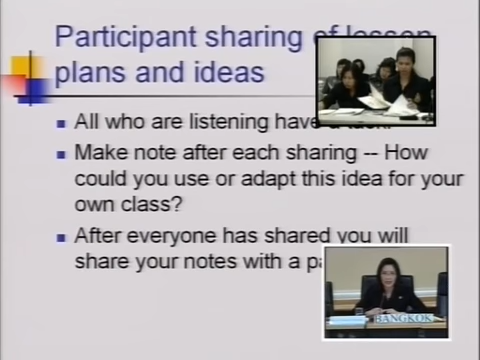 Participant sharing of lesson
plans and ideas
All who are listening have a task.
Make note after each sharing -- How
could you use or adapt this idea for your
own class?
After everyone has shared you will
share your notes with a
BANGKOK